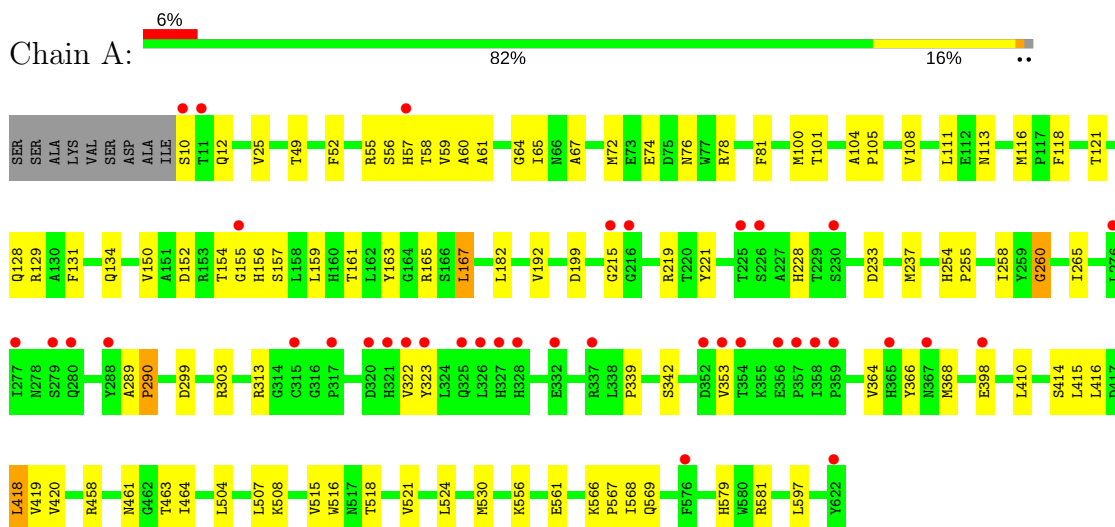 6%
Chain A:
82% 16% ••
SER SER ALA LYS VAL SER ASP ALA ILE S10 T11 Q12 V25 T49 F52 R55 S56 H57 T58 V59 A60 A61 G64 I65 N66 A67 M72 E73 E74 D75 N76 W77 R78 F81 M100 T101 A104 P105 V108 L111 E112 N113 M116 P117 F118 T121
Q128 R129 A130 F131 Q134 V150 A151 D152 R153 T154 G155 H156 S157 L158 L159 H160 T161 L162 Y163 G164 R165 S166 L167 L182 V192 D199 G215 G216 R219 T220 Y221 T225 S226 A227 H228 T229 S230 D233 M237 H254 P255 I258 Y259 G260 I265 L276
I277 N278 S279 Q280 Y288 A289 P290 D299 R303 R313 G314 C315 G316 P317 D320 H321 V322 Y323 L324 Q325 L326 H327 H328 E332 R337 L338 P339 S342 D352 V353 T354 K355 E356 P357 I358 P359 V364 H365 Y366 N367 M368 E398 L410 S414 L415 L416 D417
L418 V419 V420 R458 N461 G462 T463 I464 L504 L507 K508 V515 W516 N517 T518 V521 L524 M530 K556 E561 K566 P567 I568 Q569 F576 H579 W580 R581 L597 Y622